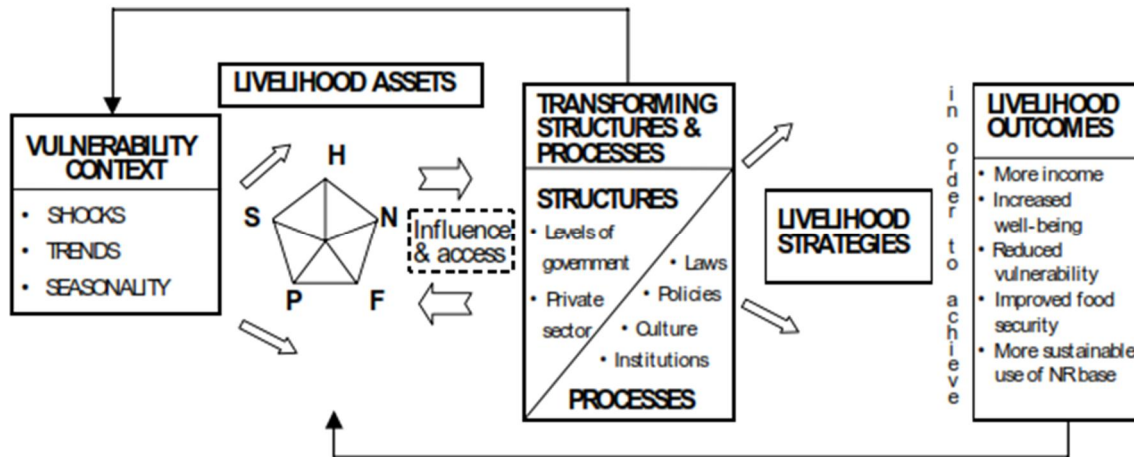 LIVELIHOOD ASSETS
VULNERABILITY
CONTEXT
• SHOCKS
• TRENDS
• SEASONALITY
H
S
N
P
F
Influence
& access
TRANSFORMING
STRUCTURES &
PROCESSES
STRUCTURES
• Levels of
government
• Private
sector
• Laws
• Policies
• Culture
• Institutions
PROCESSES
LIVELIHOOD
STRATEGIES
in order to achieve
LIVELIHOOD
OUTCOMES
• More income
• Increased
well-being
• Reduced
vulnerability
• Improved food
security
• More sustainable
use of NR base